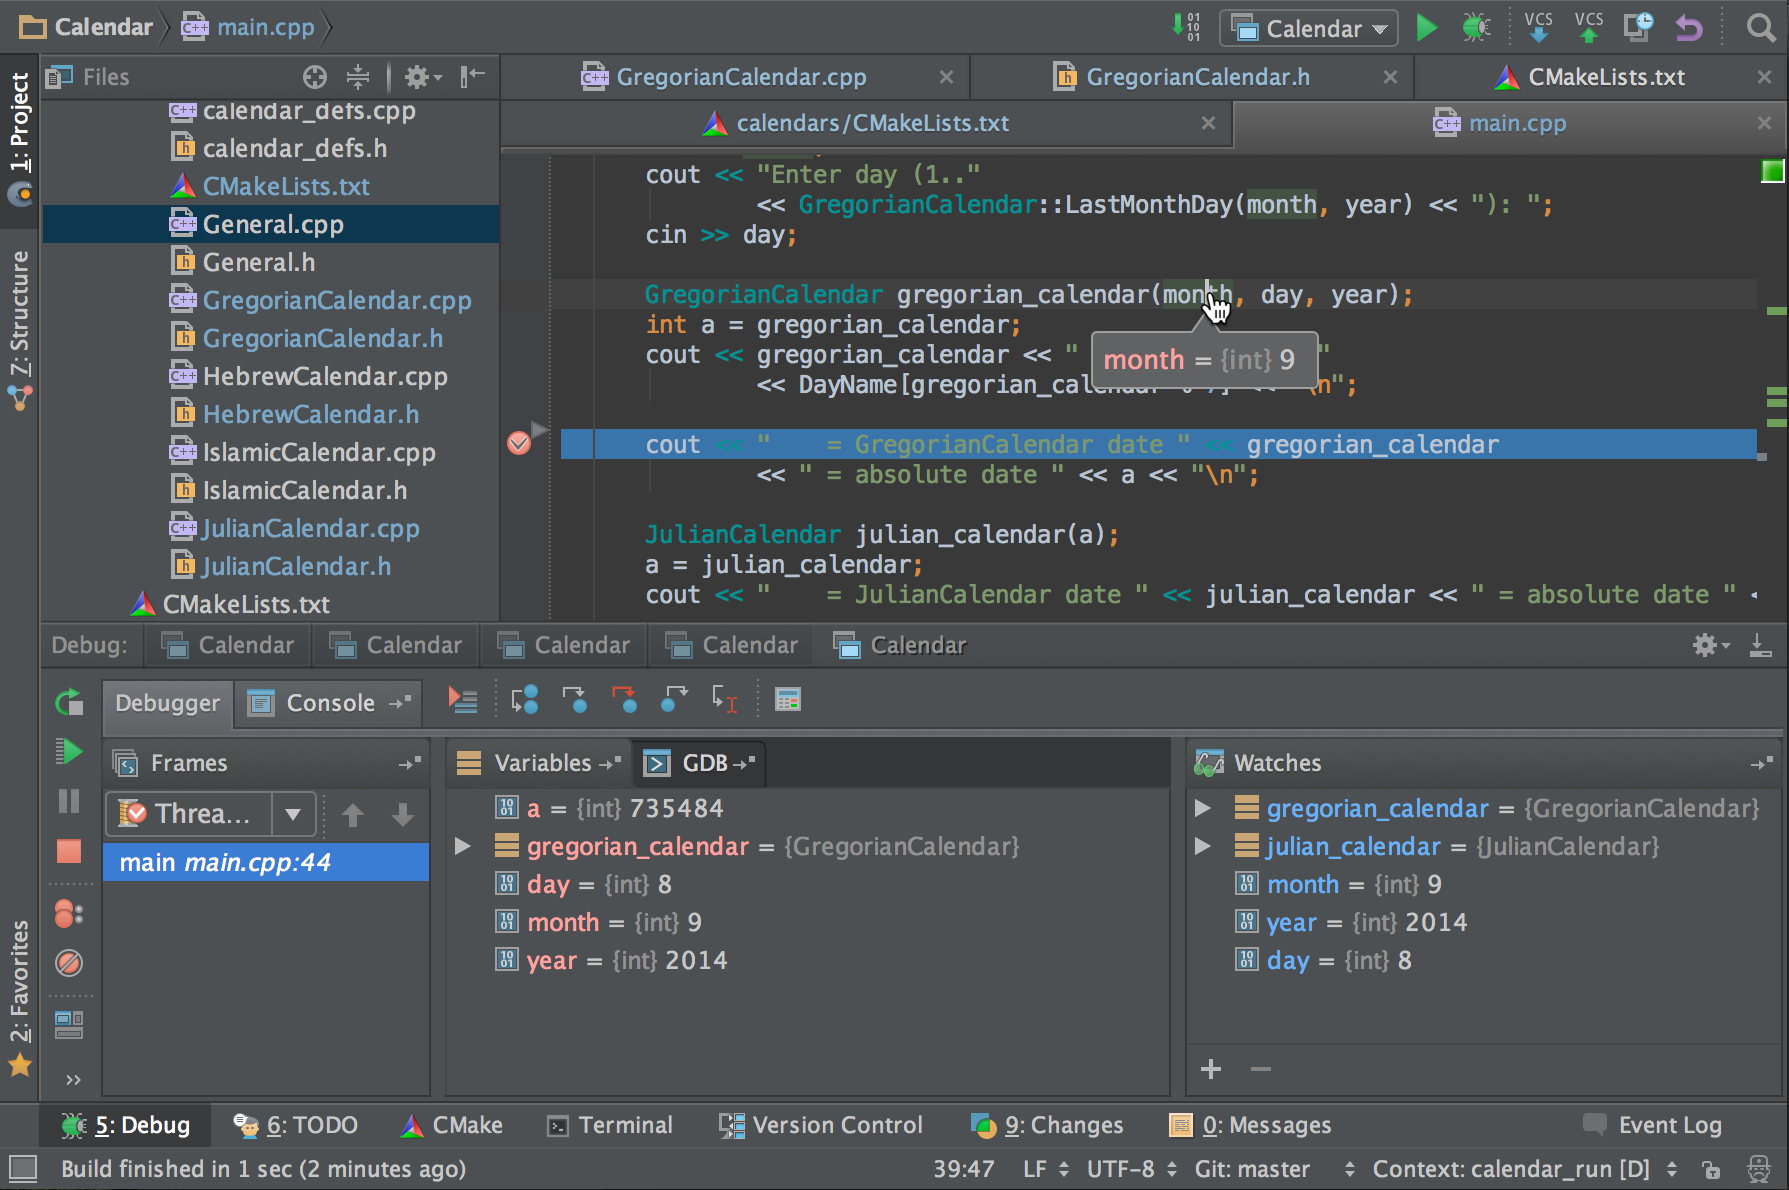 Calendar main.cpp
Calendar VCS VCS
1: Project
7: Structure
2: Favorites
Files
calendar_defs.cpp
calendar_defs.h
CMakeLists.txt
General.cpp
General.h
GregorianCalendar.cpp
GregorianCalendar.h
HebrewCalendar.cpp
HebrewCalendar.h
IslamicCalendar.cpp
IslamicCalendar.h
JulianCalendar.cpp
JulianCalendar.h
CMakeLists.txt
GregorianCalendar.cpp GregorianCalendar.h CMakeLists.txt
calendars/CMakeLists.txt main.cpp
cout << "Enter day (1.."
<< GregorianCalendar::LastMonthDay(month, year) << "): ";
cin >> day;
GregorianCalendar gregorian_calendar(month, day, year);
int a = gregorian_calendar;
cout << gregorian_calendar << " "
month = {int} 9
<< DayName[gregorian_calendar \n";
cout << "    = GregorianCalendar date " << gregorian_calendar
<< " = absolute date " << a << "\n";
JulianCalendar julian_calendar(a);
a = julian_calendar;
cout << "    = JulianCalendar date " << julian_calendar << " = absolute date "
Debug: Calendar Calendar Calendar Calendar Calendar
Debugger Console
Frames
Threa...
main main.cpp:44
Variables GDB
a = {int} 735484
gregorian_calendar = {GregorianCalendar}
day = {int} 8
month = {int} 9
year = {int} 2014
Watches
gregorian_calendar = {GregorianCalendar}
julian_calendar = {JulianCalendar}
month = {int} 9
year = {int} 2014
day = {int} 8
5: Debug 6: TODO CMake Terminal Version Control 9: Changes 0: Messages Event Log
Build finished in 1 sec (2 minutes ago) 39:47 LF UTF-8 Git: master Context: calendar_run [D]